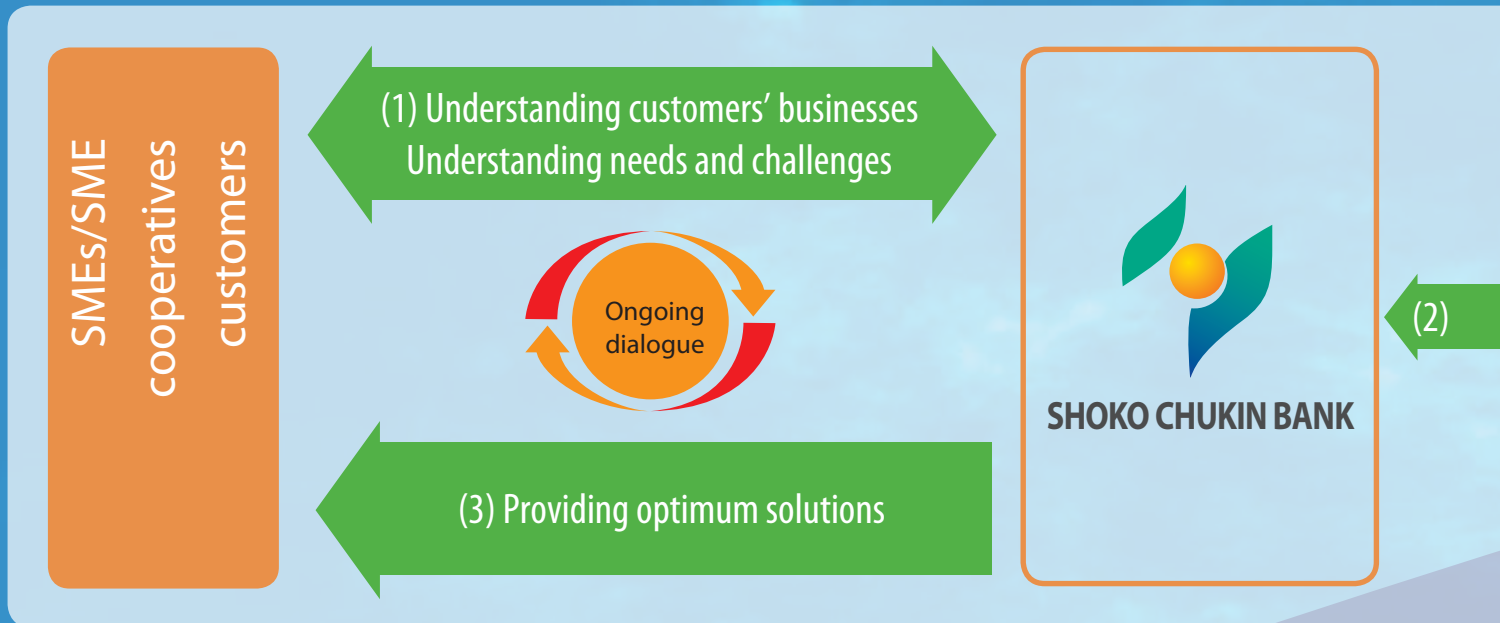 SMEs/SME
cooperatives
customers
(1) Understanding customers’ businesses
Understanding needs and challenges
Ongoing
dialogue
(3) Providing optimum solutions
SHOKO CHUKIN BANK
(2)